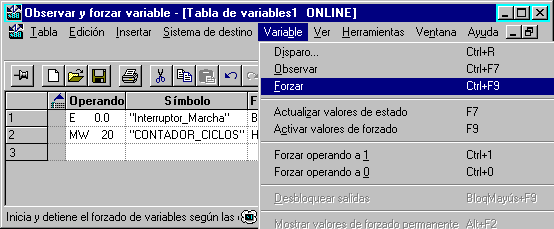 Observar y forzar variable - [Tabla de variables1  ONLINE]
Tabla Edición Insertar Sistema de destino Variable Ver Herramientas Ventana Ayuda
Disparo... Ctrl+R
Observar Ctrl+F7
Forzar Ctrl+F9
Actualizar valores de estado F7
Activar valores de forzado F9
Forzar operando a 1 Ctrl+1
Forzar operando a 0 Ctrl+0
Desbloquear salidas BloqMayús+F9
Mostrar valores de forzado permanente Alt+F2
Operando Símbolo F
1 E 0.0 "Interruptor_Marcha" B
2 MW 20 "CONTADOR_CICLOS" H
3
Inicia y detiene el forzado de variables según las